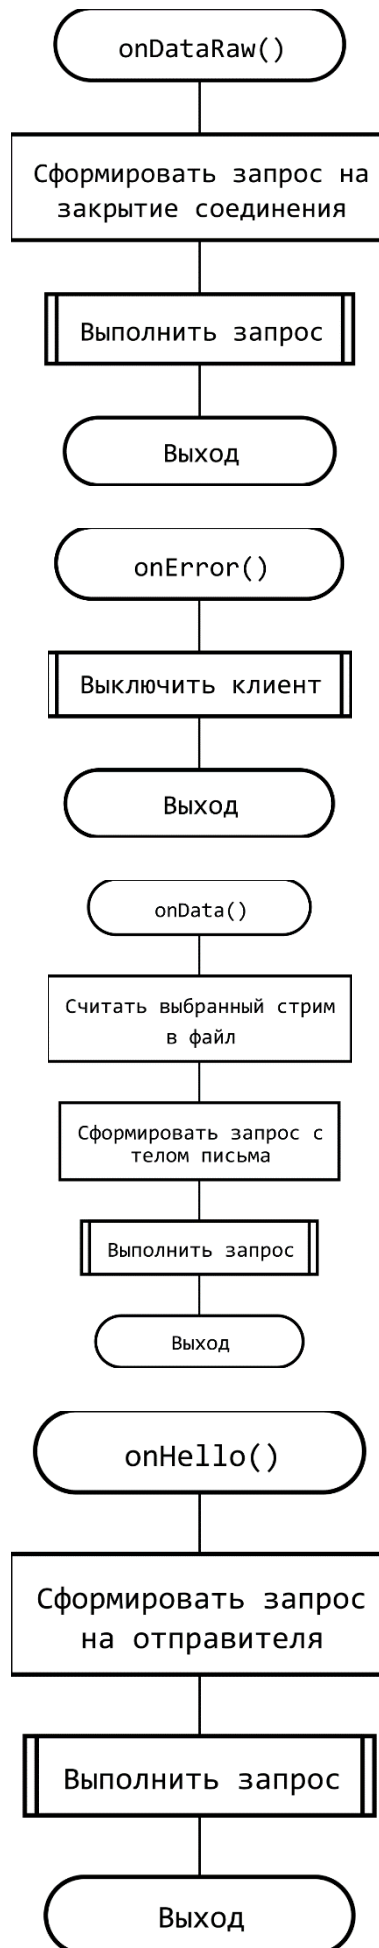 onDataRaw()
Сформировать запрос на
закрытие соединения
Выполнить запрос
Выход
onError()
Выключить клиент
Выход
onData()
Считать выбранный стрим
в файл
Сформировать запрос с
телом письма
Выполнить запрос
Выход
onHello()
Сформировать запрос
на отправителя
Выполнить запрос
Выход